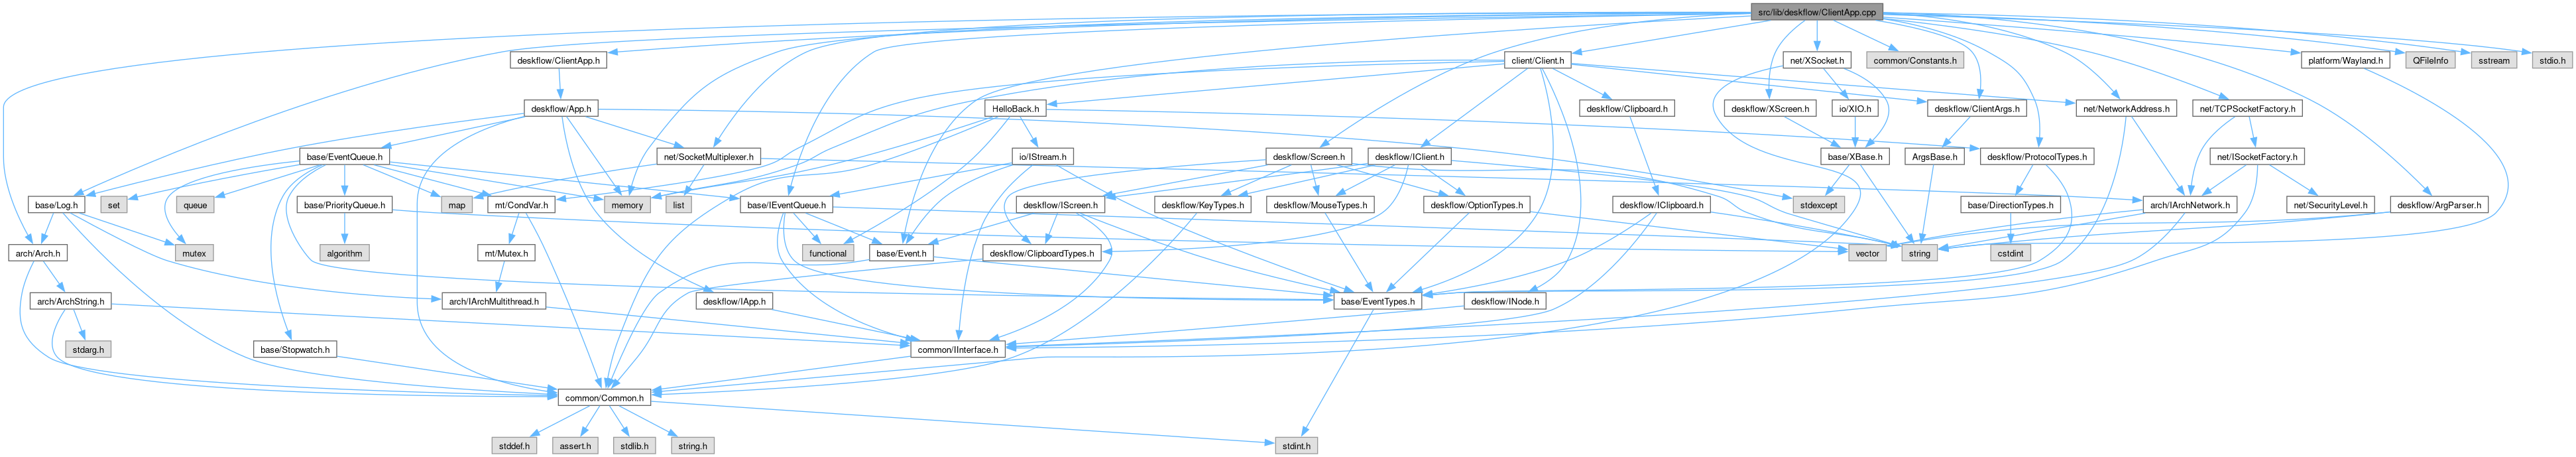 src/lib/deskflow/ClientApp.cpp
deskflow/ClientApp.h
client/Client.h
net/XSocket.h
common/Constants.h
platform/Wayland.h
QFileInfo
sstream
stdio.h
deskflow/App.h
HelloBack.h
deskflow/Clipboard.h
deskflow/XScreen.h
io/XIO.h
deskflow/ClientArgs.h
net/NetworkAddress.h
net/TCPSocketFactory.h
base/EventQueue.h
net/SocketMultiplexer.h
io/IStream.h
deskflow/Screen.h
deskflow/IClient.h
base/XBase.h
ArgsBase.h
deskflow/ProtocolTypes.h
net/ISocketFactory.h
base/Log.h
set
queue
base/PriorityQueue.h
map
mt/CondVar.h
memory
list
base/IEventQueue.h
deskflow/IScreen.h
deskflow/KeyTypes.h
deskflow/MouseTypes.h
deskflow/OptionTypes.h
stdexcept
deskflow/IClipboard.h
base/DirectionTypes.h
arch/IArchNetwork.h
net/SecurityLevel.h
deskflow/ArgParser.h
arch/Arch.h
mutex
algorithm
mt/Mutex.h
functional
base/Event.h
deskflow/ClipboardTypes.h
vector
string
cstdint
arch/ArchString.h
arch/IArchMultithread.h
deskflow/IApp.h
base/EventTypes.h
deskflow/INode.h
stdarg.h
base/Stopwatch.h
common/IInterface.h
common/Common.h
stddef.h
assert.h
stdlib.h
string.h
stdint.h